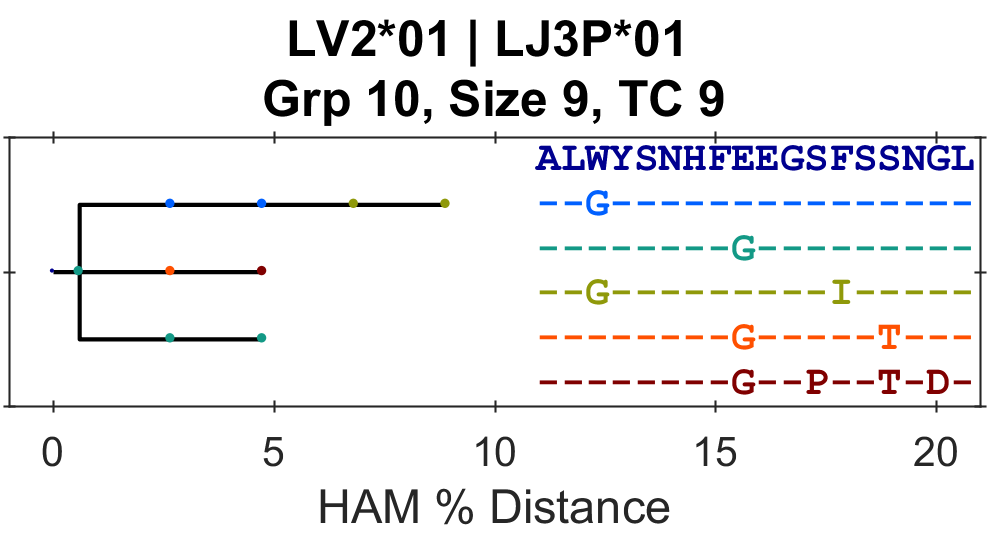 LV2*01 | LJ3P*01
Grp 10, Size 9, TC 9
ALWYSNHFEEGSFSSNGL
--G---------------
--------G---------
--G---------I-----
--------G-----T---
--------G--P--T-D-
0 5 10 15 20
HAM % Distance